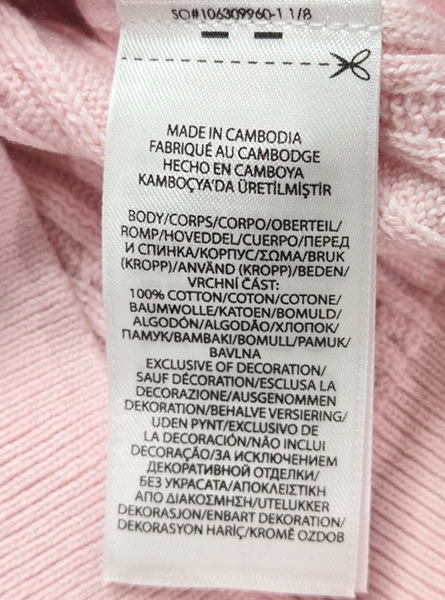 SO#106309960-1 1/8
MADE IN CAMBODIA
FABRIQUÉ AU CAMBODGE
HECHO EN CAMBOYA
KAMBOÇYA'DA ÜRETİLMİŞTİR
BODY/CORPS/CORPO/OBERTEIL/
ROMP/HOVEDDEL/CUERPO/ПЕРЕД
И СПИНКА/КОРПУС/ΣΩΜΑ/BRUK
(KROPP)/ANVÄND (KROPP)/BEDEN/
VRCHNÍ ČÁST:
100% COTTON/COTON/COTONE/
BAUMWOLLE/KATOEN/BOMULD/
ALGODÓN/ALGODÃO/ХЛОПОК/
ПАМУК/ΒΑΜΒΑΚΙ/BOMULL/PAMUK/
BAVLNA
EXCLUSIVE OF DECORATION/
SAUF DÉCORATION/ESCLUSA LA
DECORAZIONE/AUSGENOMMEN
DEKORATION/BEHALVE VERSIERING/
UDEN PYNT/EXCLUSIVO DE
LA DECORACIÓN/NÃO INCLUI
DECORAÇÃO/ЗА ИСКЛЮЧЕНИЕМ
ДЕКОРАТИВНОЙ ОТДЕЛКИ/
БЕЗ УКРАСАТА/ΑΠΟΚΛΕΙΣΤΙΚΗ
ΑΠΟ ΔΙΑΚΟΣΜΗΣΗ/UTELUKKER
DEKORASJON/ENBART DEKORATION/
DEKORASYON HARİÇ/KROMĚ OZDOB